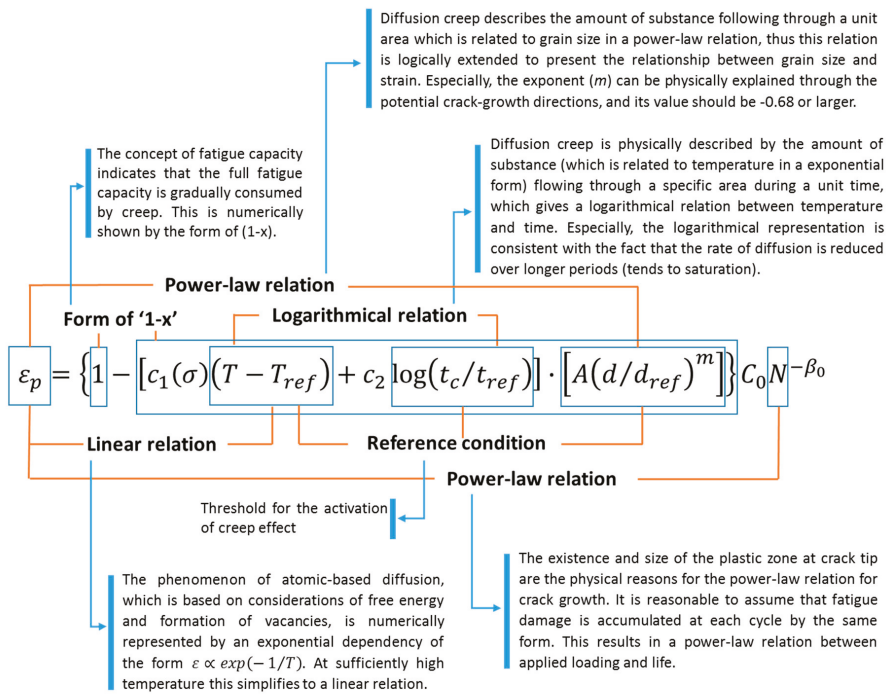 Diffusion creep describes the amount of substance following through a unit
area which is related to grain size in a power-law relation, thus this relation
is logically extended to present the relationship between grain size and
strain. Especially, the exponent (m) can be physically explained through the
potential crack-growth directions, and its value should be -0.68 or larger.
The concept of fatigue capacity
indicates that the full fatigue
capacity is gradually consumed
by creep. This is numerically
shown by the form of (1-x).
Diffusion creep is physically described by the amount of
substance (which is related to temperature in a exponential
form) flowing through a specific area during a unit time,
which gives a logarithmical relation between temperature
and time. Especially, the logarithmical representation is
consistent with the fact that the rate of diffusion is reduced
over longer periods (tends to saturation).
Power-law relation
Form of ‘1-x’
Logarithmical relation
ε_p = {1 − [c_1(σ)(T − T_ref) + c_2 log(t_c/t_ref)] · [A(d/d_ref)^m]}C_0N^{−β_0}
Linear relation
Reference condition
Power-law relation
Threshold for the activation
of creep effect
The phenomenon of atomic-based diffusion,
which is based on considerations of free energy
and formation of vacancies, is numerically
represented by an exponential dependency of
the form ε ∝ exp(− 1/T). At sufficiently high
temperature this simplifies to a linear relation.
The existence and size of the plastic zone at crack tip
are the physical reasons for the power-law relation for
crack growth. It is reasonable to assume that fatigue
damage is accumulated at each cycle by the same
form. This results in a power-law relation between
applied loading and life.